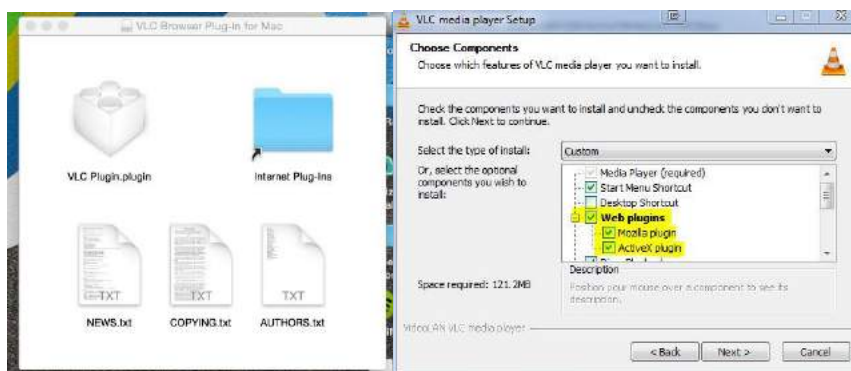 VLC Browser Plug-In for Mac
VLC Plugin.plugin
Internet Plug-Ins
TXT
TXT
TXT
NEWS.txt
COPYING.txt
AUTHORS.txt
VLC media player Setup
Choose Components
Choose which features of VLC media player you want to install.
Check the components you want to install and uncheck the components you don't want to
install. Click Next to continue.
Select the type of install:
Custom
Or, select the optional
components you wish to
install:
Media Player (required)
Start Menu Shortcut
Desktop Shortcut
Web plugins
Mozilla plugin
ActiveX plugin
Space required: 121.2MB
Description
Position your mouse over a component to see its
description.
VideoLAN VLC media player
< Back
Next >
Cancel